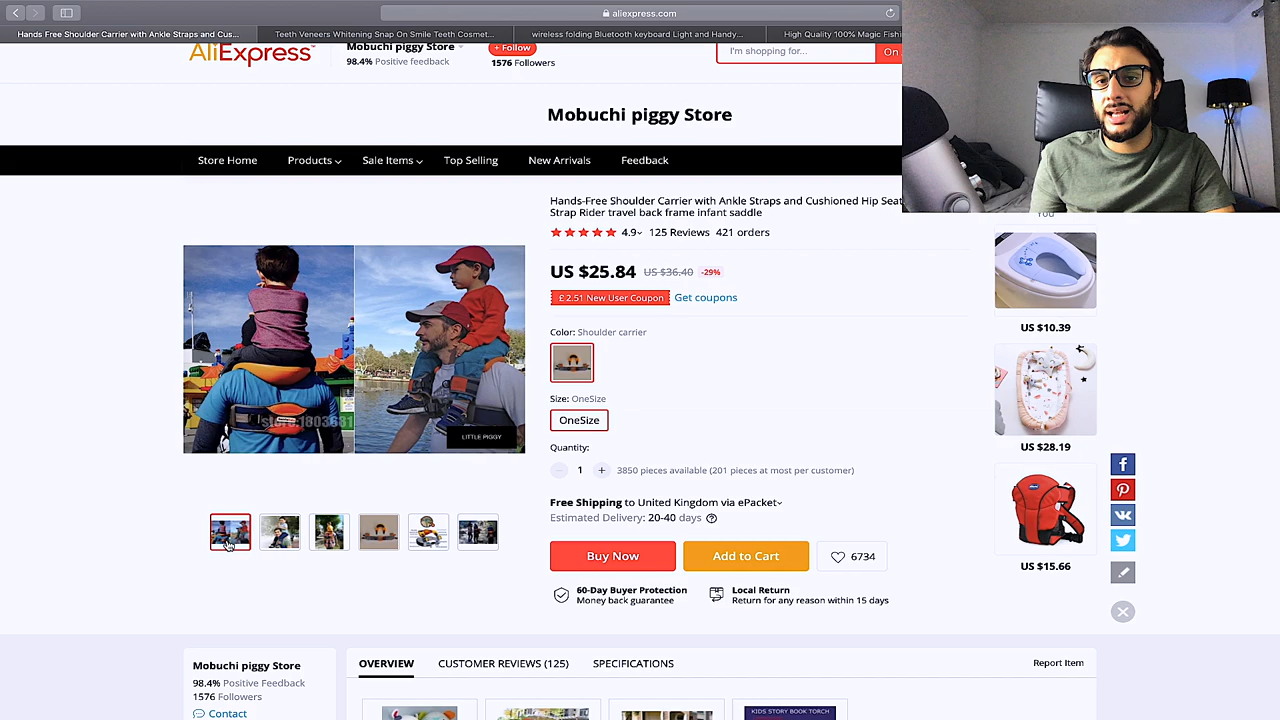 aliexpress.com
Hands Free Shoulder Carrier with Ankle Straps and Cus...
Teeth Veneers Whitening Snap On Smile Teeth Cosmet...
wireless folding Bluetooth keyboard Light and Handy...
High Quality 100% Magic Fishi
AliExpress
Mobuchi piggy Store
98.4% Positive feedback
+ Follow
1576 Followers
I'm shopping for...
On
Mobuchi piggy Store
Store Home
Products
Sale Items
Top Selling
New Arrivals
Feedback
Hands-Free Shoulder Carrier with Ankle Straps and Cushioned Hip Seat
Strap Rider travel back frame infant saddle
4.9
125 Reviews
421 orders
You
US $25.84
US $36.40
-29%
£ 2.51 New User Coupon
Get coupons
US $10.39
Color: Shoulder carrier
Size: OneSize
OneSize
store:1803681
LITTLE PIGGY
Quantity:
1
3850 pieces available (201 pieces at most per customer)
US $28.19
Free Shipping to United Kingdom via ePacket
Estimated Delivery: 20-40 days
Buy Now
Add to Cart
6734
US $15.66
60-Day Buyer Protection
Money back guarantee
Local Return
Return for any reason within 15 days
Mobuchi piggy Store
98.4% Positive Feedback
1576 Followers
Contact
OVERVIEW
CUSTOMER REVIEWS (125)
SPECIFICATIONS
Report Item
KIDS STORY BOOK TORCH